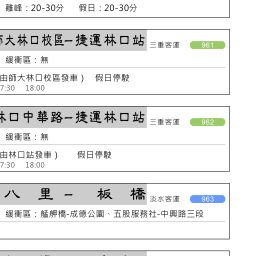 離峰：20-30分　假日：20-30分
師大林口校區－捷運林口站 三重客運 961
緩衝區：無
由師大林口校區發車）　假日停駛
7:30　18:00
林口中華路－捷運林口站 三重客運 962
緩衝區：無
由林口站發車）　假日停駛
7:30　18:00
八里－板橋 淡水客運 963
緩衝區：艋舺橋-成德公園、五股服務社-中興路三段